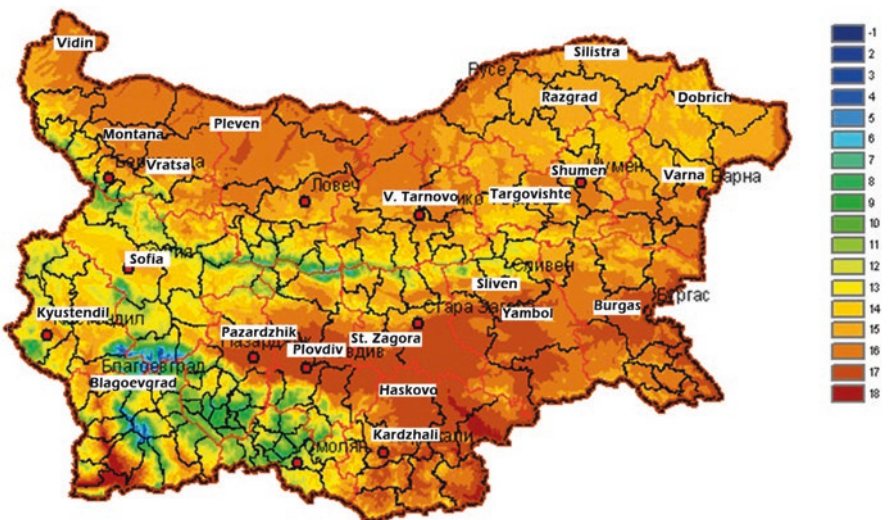 Vidin
Silistra
Русе
Razgrad
Dobrich
Pleven
Montana
Vratsa
Shumen
Varna
Варна
Ловеч
V. Tarnovo
Targovishte
Sofia
Сливен
Sliven
Kyustendil
Стара Заго
Yambol
Burgas
Бургас
Pazardzhik
Plovdiv
St. Zagora
Благоевград
Blagoevgrad
Haskovo
Kardzhali
Смолян
-1
2
3
4
5
6
7
8
9
10
11
12
13
14
15
16
17
18